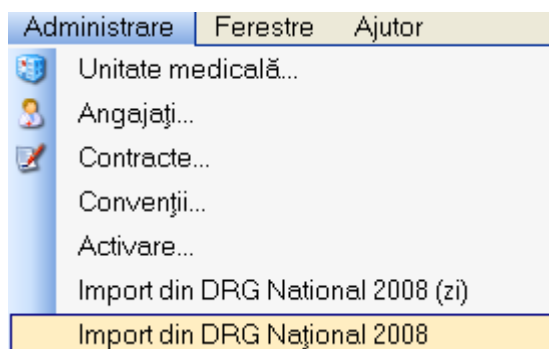 Administrare Ferestre Ajutor
Unitate medicală...
Angajaţi...
Contracte...
Convenţii...
Activare...
Import din DRG National 2008 (zi)
Import din DRG Naţional 2008